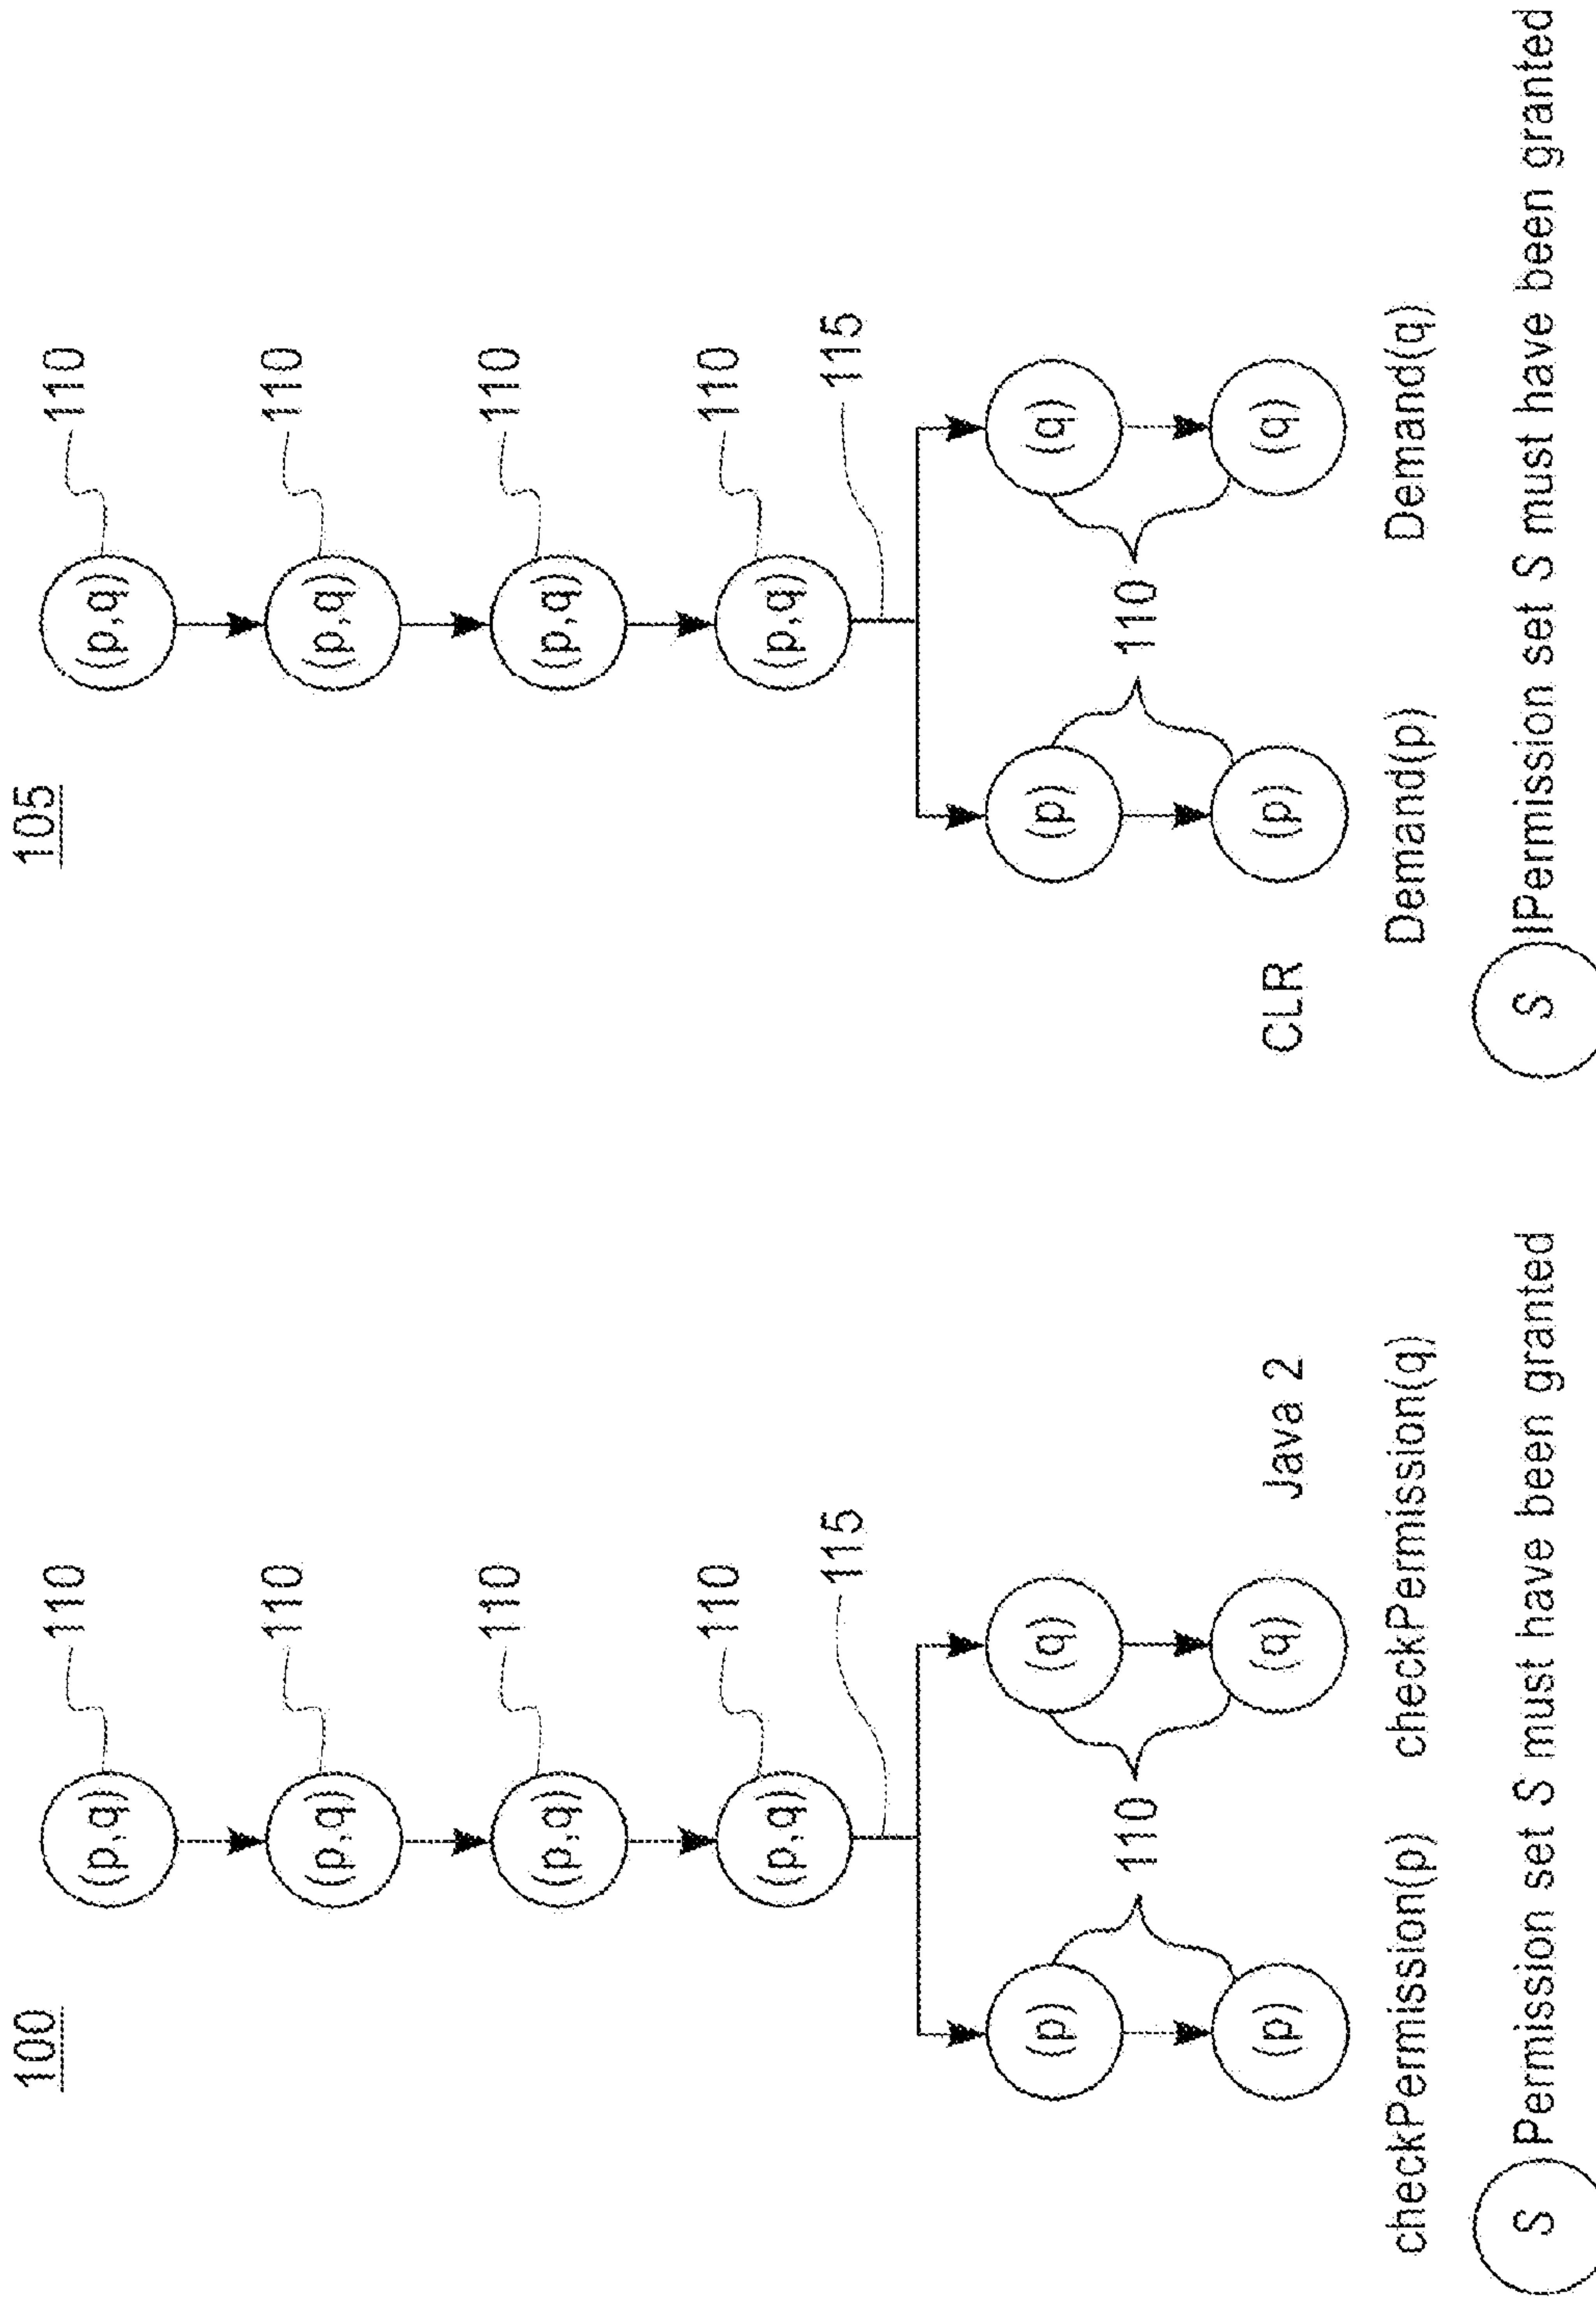 100
(p,q)
110
(p,q)
110
(p,q)
110
(p,q)
110
115
(p)
(q)
110
(p)
(q)
Java 2
checkPermission(p)
checkPermission(q)
S
Permission set S must have been granted
105
(p,q)
110
(p,q)
110
(p,q)
110
(p,q)
110
115
(p)
(q)
110
(p)
(q)
CLR
Demand(p)
Demand(q)
S
IPermission set S must have been granted